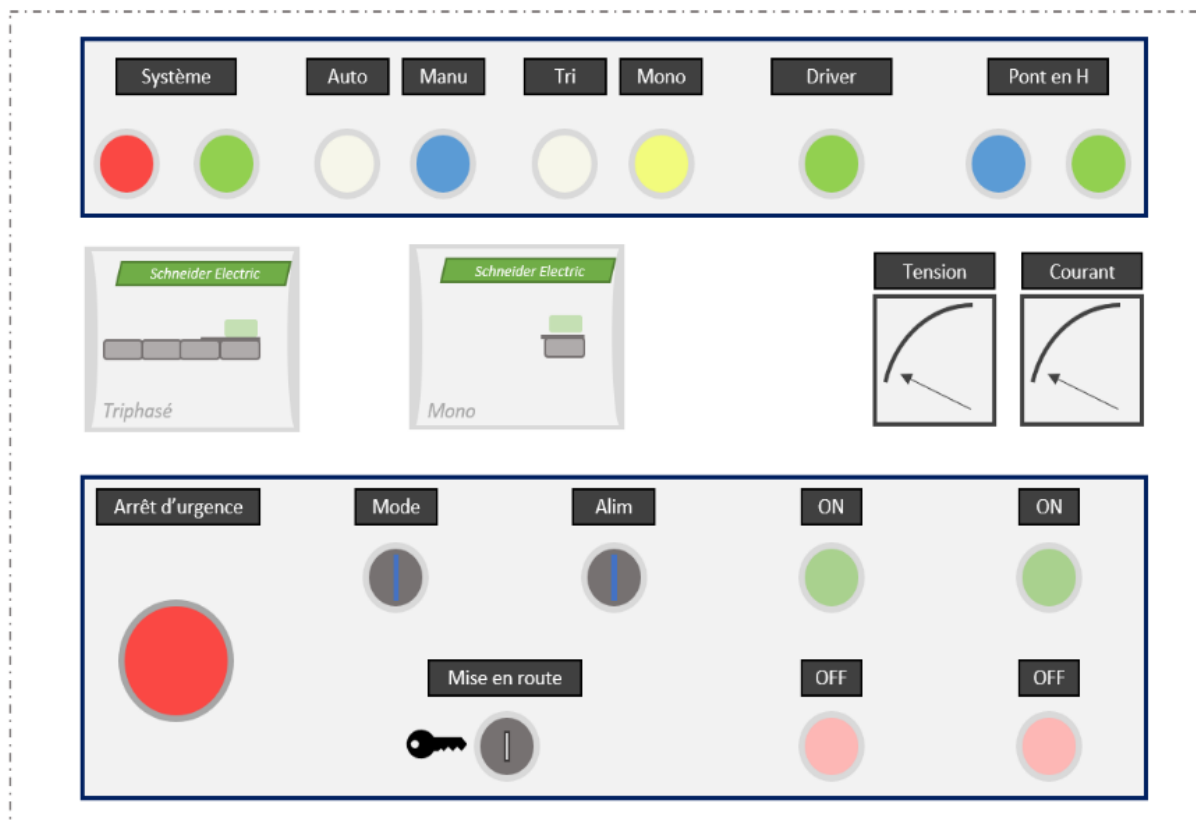 Système
Auto
Manu
Tri
Mono
Driver
Pont en H
Schneider Electric
Triphasé
Schneider Electric
Mono
Tension
Courant
Arrêt d'urgence
Mode
Alim
ON
ON
Mise en route
OFF
OFF